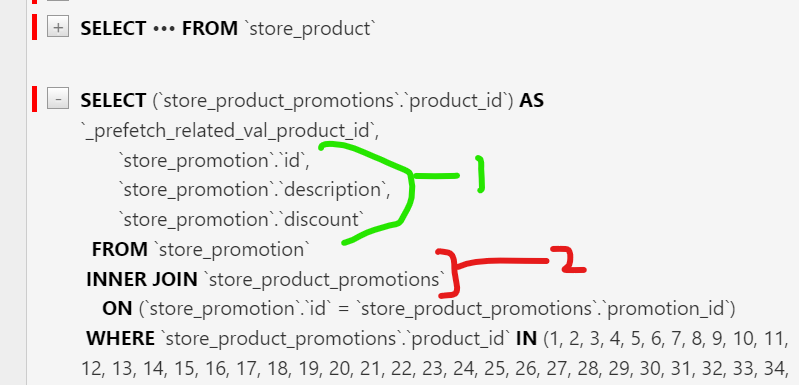 + SELECT ••• FROM `store_product`
- SELECT (`store_product_promotions`.`product_id`) AS
`_prefetch_related_val_product_id`,
`store_promotion`.`id`,
`store_promotion`.`description`,
`store_promotion`.`discount`
1
FROM `store_promotion`
INNER JOIN `store_product_promotions`
2
ON (`store_promotion`.`id` = `store_product_promotions`.`promotion_id`)
WHERE `store_product_promotions`.`product_id` IN (1, 2, 3, 4, 5, 6, 7, 8, 9, 10, 11,
12, 13, 14, 15, 16, 17, 18, 19, 20, 21, 22, 23, 24, 25, 26, 27, 28, 29, 30, 31, 32, 33, 34,